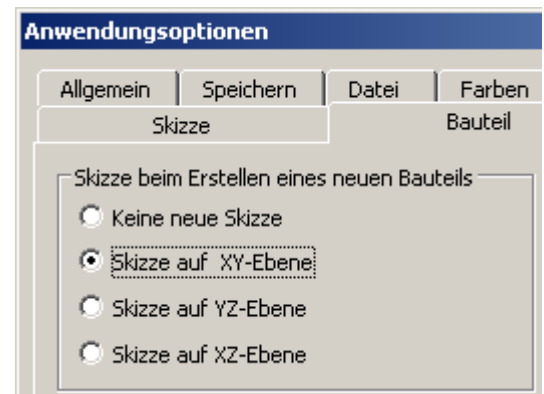 Anwendungsoptionen
Allgemein Speichern Datei Farben
Skizze Bauteil
Skizze beim Erstellen eines neuen Bauteils
Keine neue Skizze
Skizze auf XY-Ebene
Skizze auf YZ-Ebene
Skizze auf XZ-Ebene